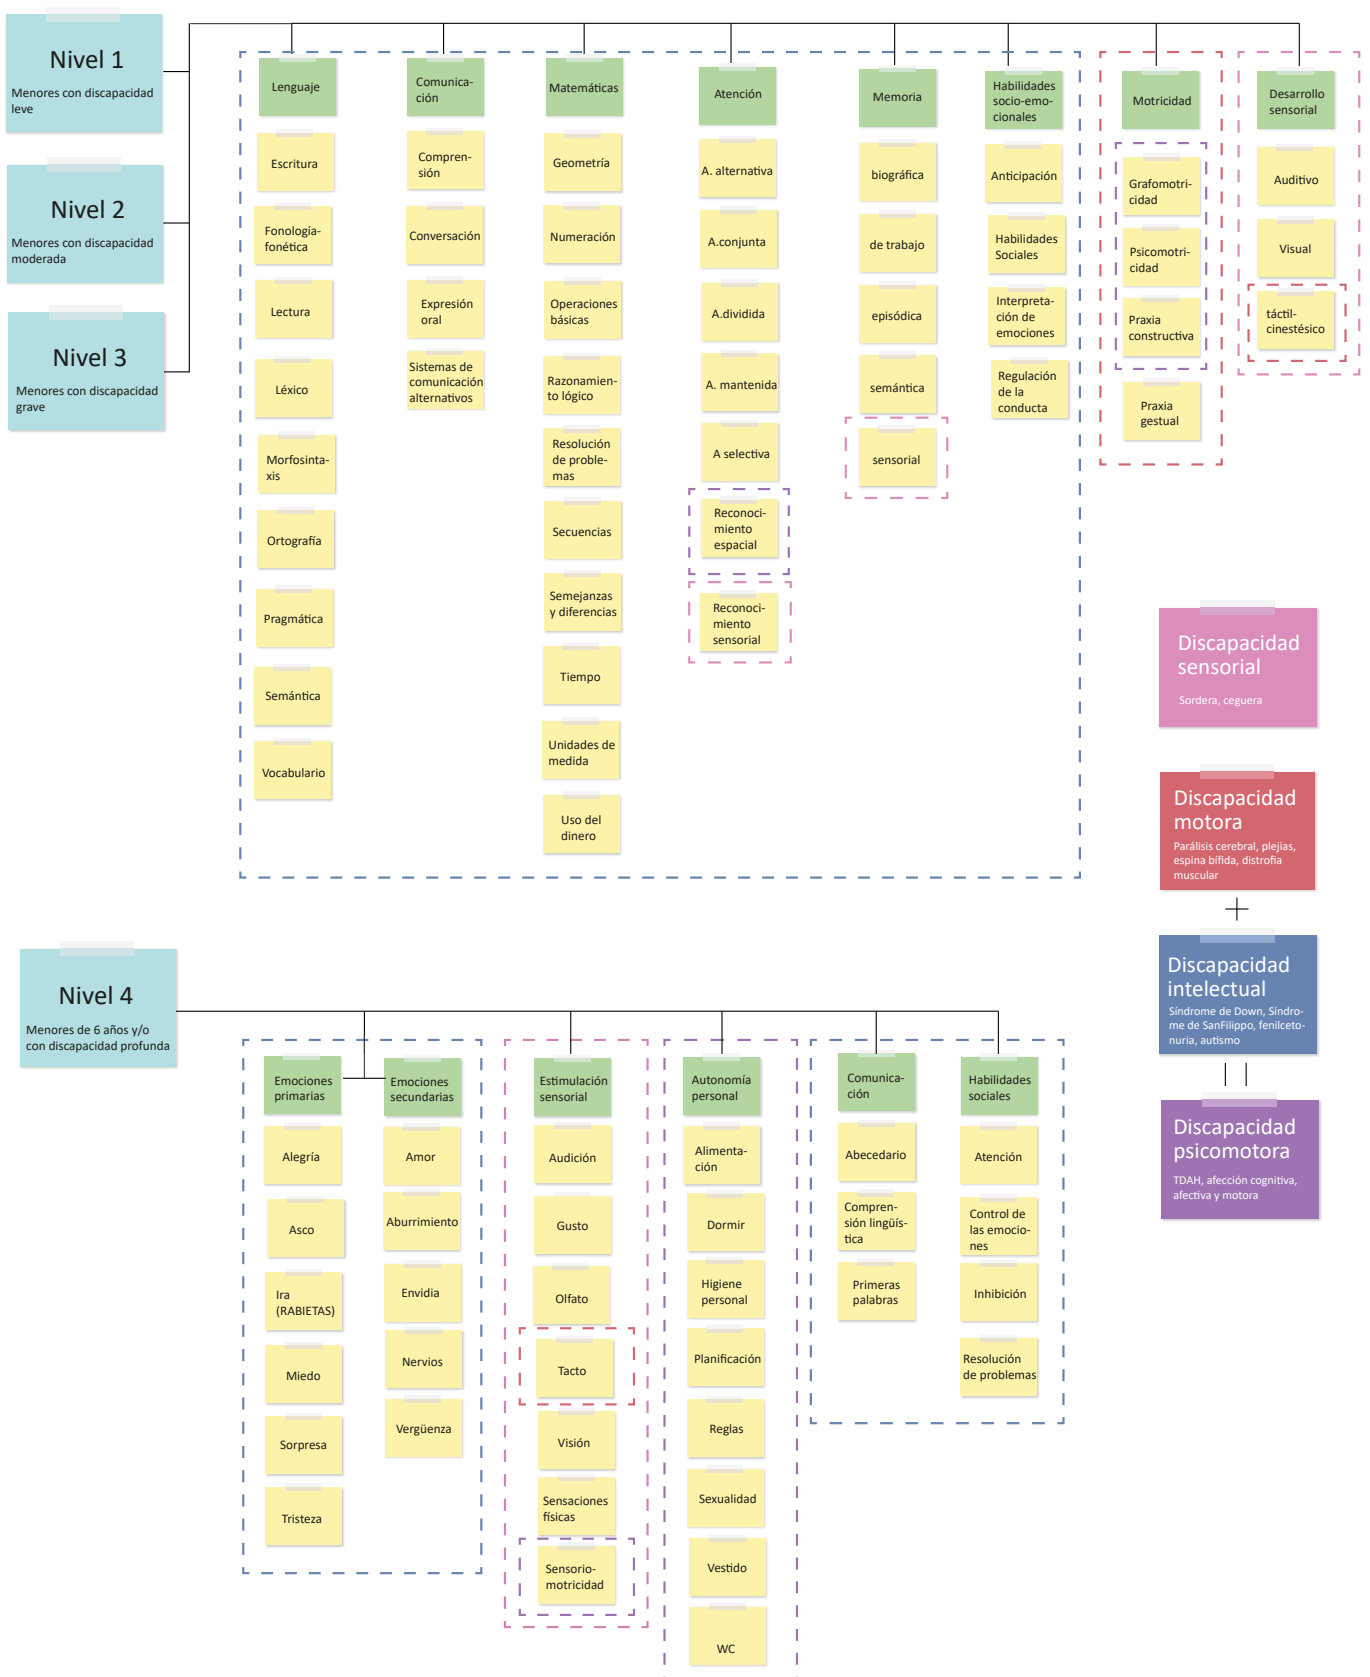 Nivel 1
Menores con discapacidad
leve
Nivel 2
Menores con discapacidad
moderada
Nivel 3
Menores con discapacidad
grave
Lenguaje
Escritura
Fonología-
fonética
Lectura
Léxico
Morfosinta-
xis
Ortografía
Pragmática
Semántica
Vocabulario
Comunica-
ción
Compren-
sión
Conversación
Expresión
oral
Sistemas de
comunicación
alternativos
Matemáticas
Geometría
Numeración
Operaciones
básicas
Razonamien-
to lógico
Resolución
de proble-
mas
Secuencias
Semejanzas
y diferencias
Tiempo
Unidades de
medida
Uso del
dinero
Atención
A. alternativa
A.conjunta
A.dividida
A. mantenida
A selectiva
Reconoci-
miento
espacial
Reconoci-
miento
sensorial
Memoria
biográfica
de trabajo
episódica
semántica
sensorial
Habilidades
socio-emo-
cionales
Anticipación
Habilidades
Sociales
Interpreta-
ción de
emociones
Regulación
de la
conducta
Motricidad
Grafomotri-
cidad
Psicomotri-
cidad
Praxia
constructiva
Praxia
gestual
Desarrollo
sensorial
Auditivo
Visual
táctil-
cinestésico
Discapacidad
sensorial
Sordera, ceguera
Discapacidad
motora
Parálisis cerebral, plejias,
espina bífida, distrofia
muscular
+
Discapacidad
intelectual
Síndrome de Down, Síndro-
me de SanFilippo, fenilceto-
nuria, autismo
Discapacidad
psicomotora
TDAH, afección cognitiva,
afectiva y motora
Nivel 4
Menores de 6 años y/o
con discapacidad profunda
Emociones
primarias
Alegría
Asco
Ira
(RABIETAS)
Miedo
Sorpresa
Tristeza
Emociones
secundarias
Amor
Aburrimiento
Envidia
Nervios
Vergüenza
Estimulación
sensorial
Audición
Gusto
Olfato
Tacto
Visión
Sensaciones
físicas
Sensorio-
motricidad
Autonomía
personal
Alimenta-
ción
Dormir
Higiene
personal
Planificación
Reglas
Sexualidad
Vestido
WC
Comunica-
ción
Abecedario
Compren-
sión lingüís-
tica
Primeras
palabras
Habilidades
sociales
Atención
Control de
las emocio-
nes
Inhibición
Resolución
de problemas